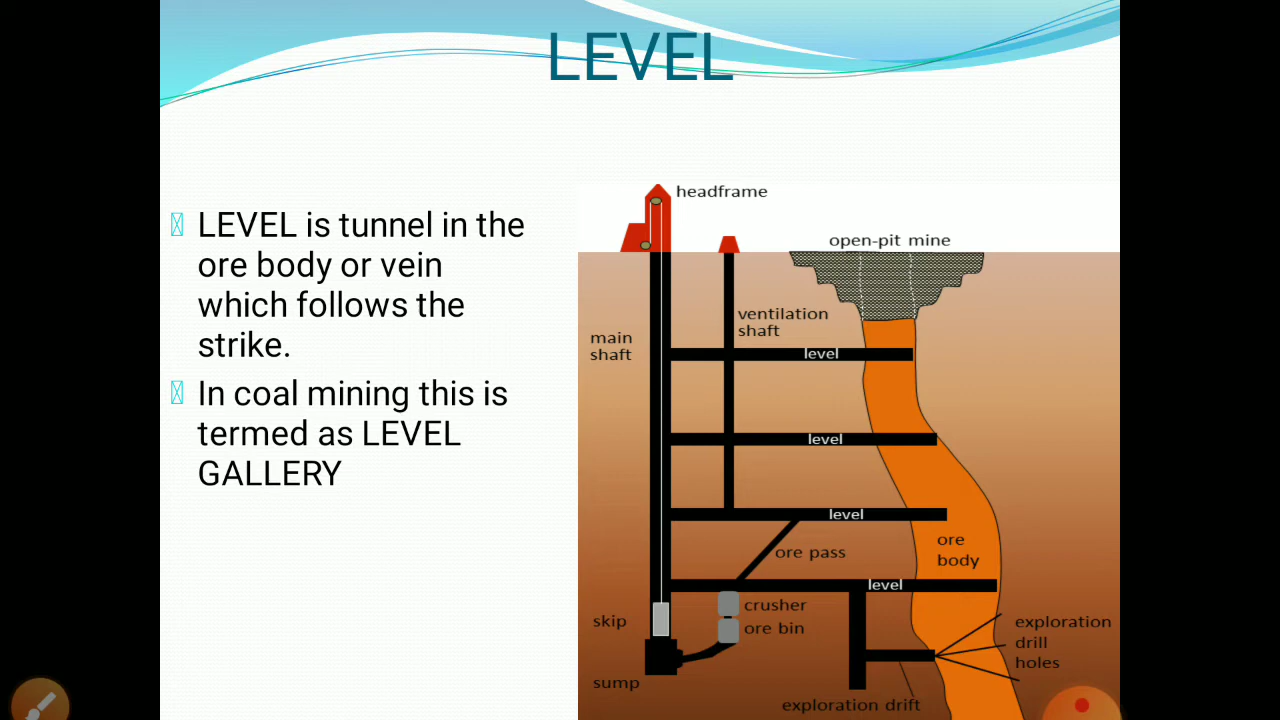 LEVEL
LEVEL is tunnel in the
ore body or vein
which follows the
strike.
In coal mining this is
termed as LEVEL
GALLERY
headframe
open-pit mine
ventilation
shaft
main
shaft
level
level
level
ore
body
ore pass
level
crusher
skip
ore bin
exploration
drill
holes
sump
exploration drift